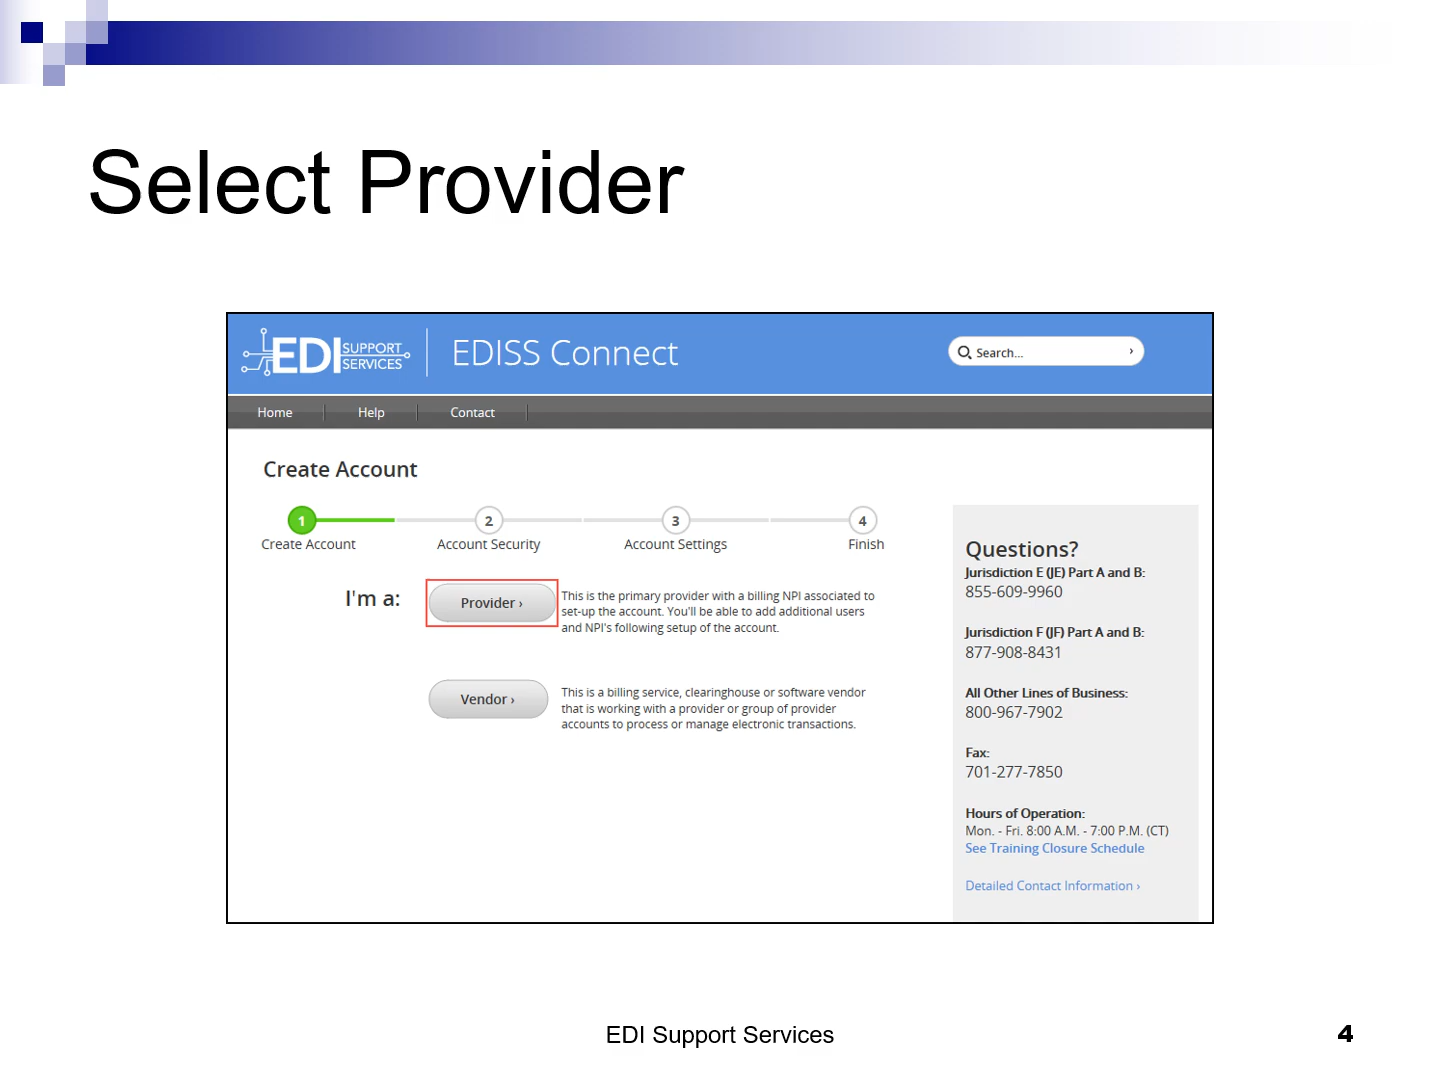 Select Provider
EDI SUPPORT SERVICES
EDISS Connect
Search... ›
Home
Help
Contact
Create Account
1
2
3
4
Create Account
Account Security
Account Settings
Finish
I'm a:
Provider ›
This is the primary provider with a billing NPI associated to
set-up the account. You'll be able to add additional users
and NPI's following setup of the account.
Vendor ›
This is a billing service, clearinghouse or software vendor
that is working with a provider or group of provider
accounts to process or manage electronic transactions.
Questions?
Jurisdiction E (JE) Part A and B:
855-609-9960
Jurisdiction F (JF) Part A and B:
877-908-8431
All Other Lines of Business:
800-967-7902
Fax:
701-277-7850
Hours of Operation:
Mon. - Fri. 8:00 A.M. - 7:00 P.M. (CT)
See Training Closure Schedule
Detailed Contact Information ›
EDI Support Services
4